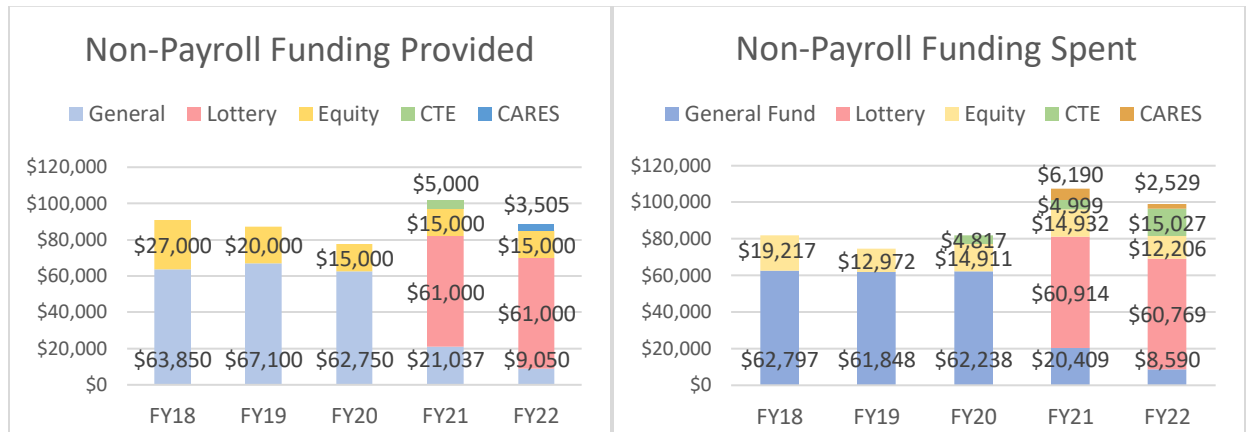 Non-Payroll Funding Provided
General Lottery Equity CTE CARES
$120,000
$100,000
$80,000
$60,000
$40,000
$20,000
$0
$63,850 $67,100 $62,750 $21,037 $9,050
$61,000 $61,000
$27,000 $20,000 $15,000 $15,000 $15,000
$5,000
$3,505
FY18 FY19 FY20 FY21 FY22
Non-Payroll Funding Spent
General Fund Lottery Equity CTE CARES
$120,000
$100,000
$80,000
$60,000
$40,000
$20,000
$0
$62,797 $61,848 $62,238 $20,409 $8,590
$60,914 $60,769
$19,217 $12,972 $14,911 $14,932 $12,206
$4,817 $4,999 $15,027
$6,190 $2,529
FY18 FY19 FY20 FY21 FY22